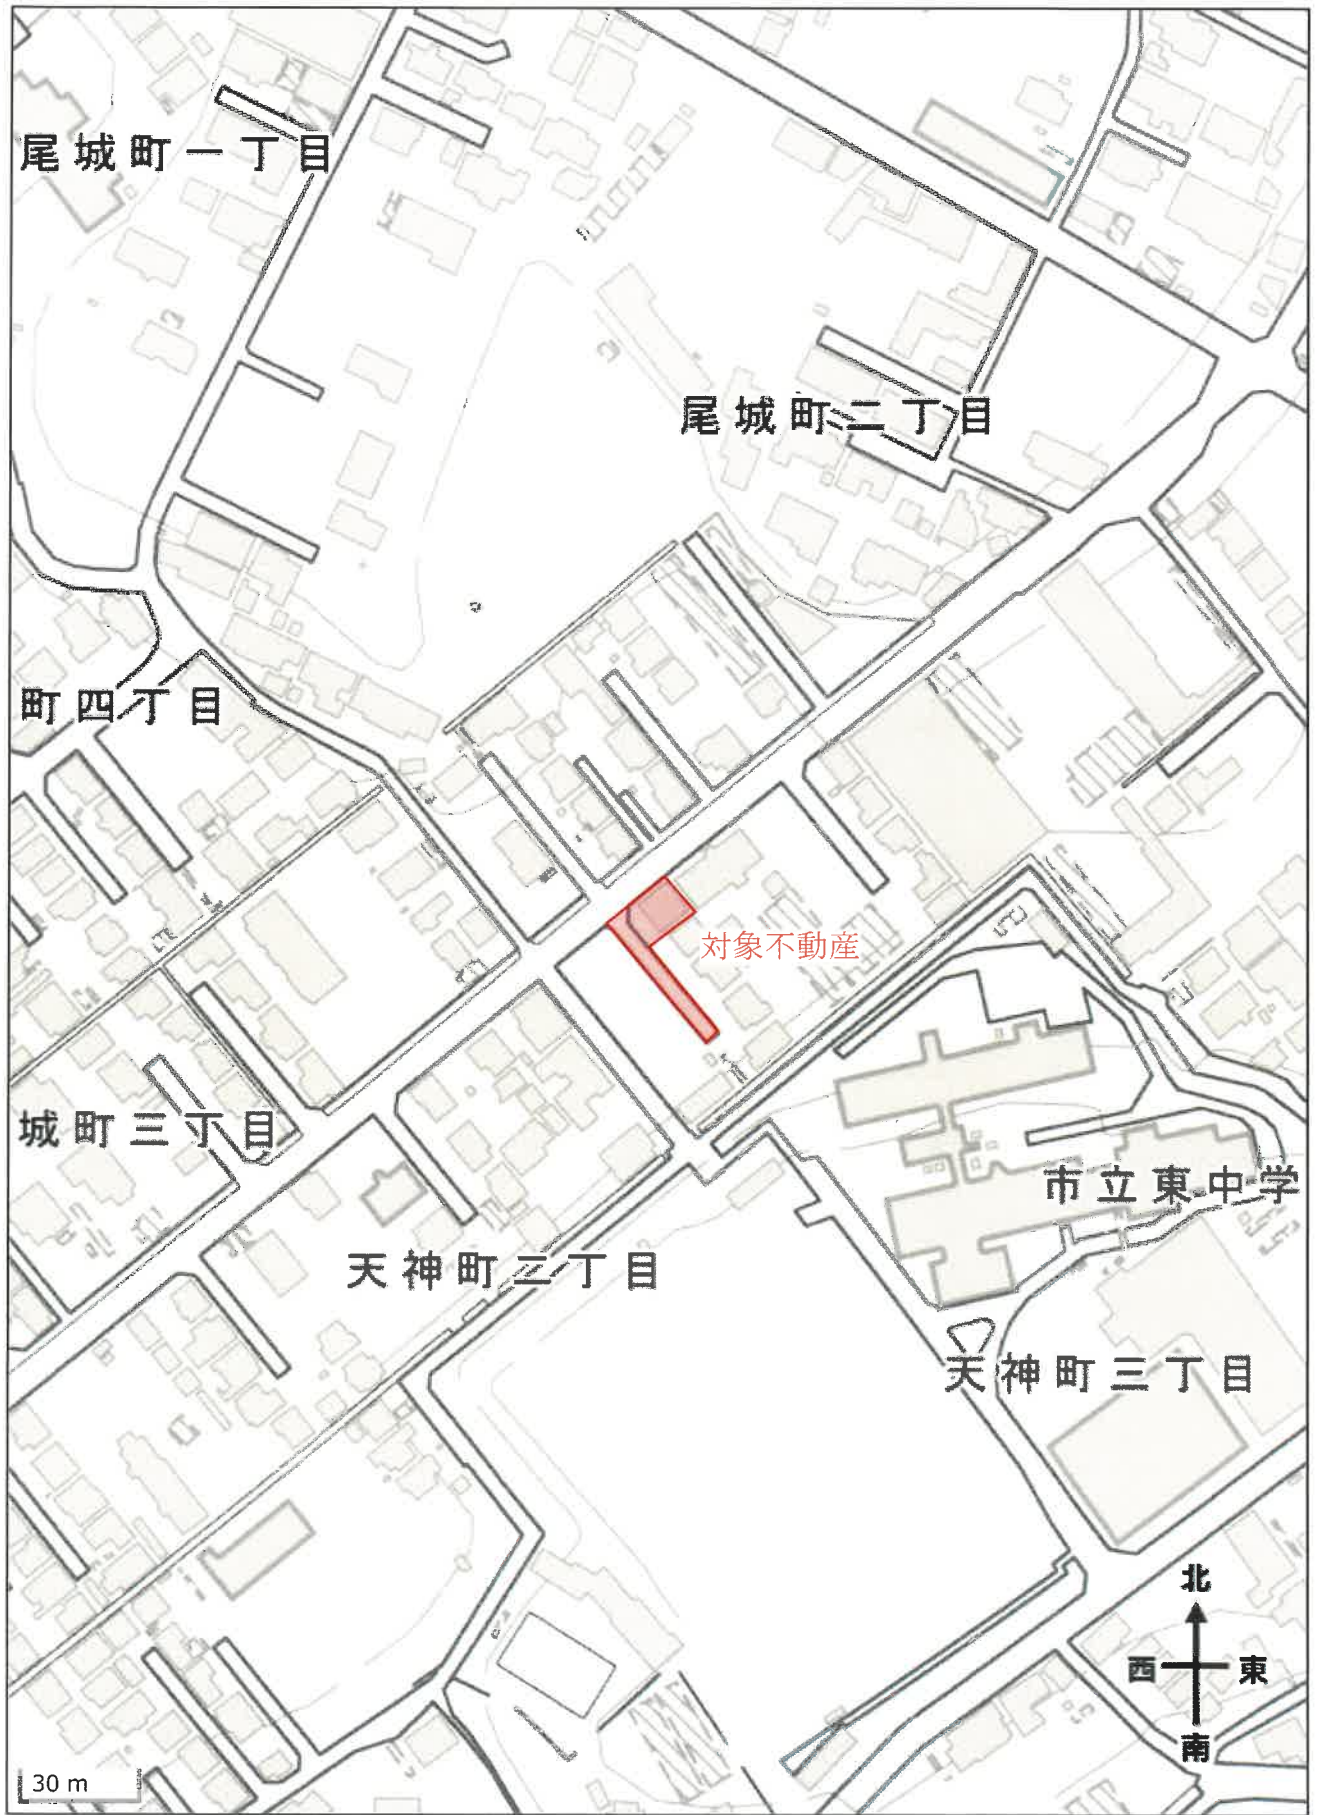 尾城町一丁目
尾城町二丁目
町四丁目
対象不動産
城町三丁目
市立東中学
天神町二丁目
天神町三丁目
北
西 東
南
30 m